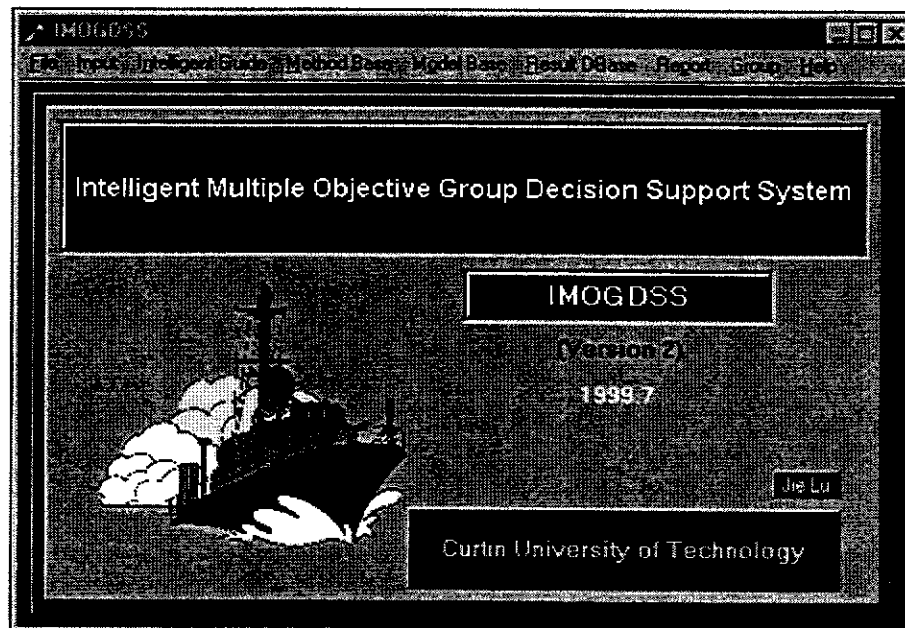 IMOGDSS
File Input Intelligent Guide Method Base Model Base Result DBase Report Group Help
Intelligent Multiple Objective Group Decision Support System
IMOGDSS
(Version 2)
1999.7
Jie Lu
Curtin University of Technology